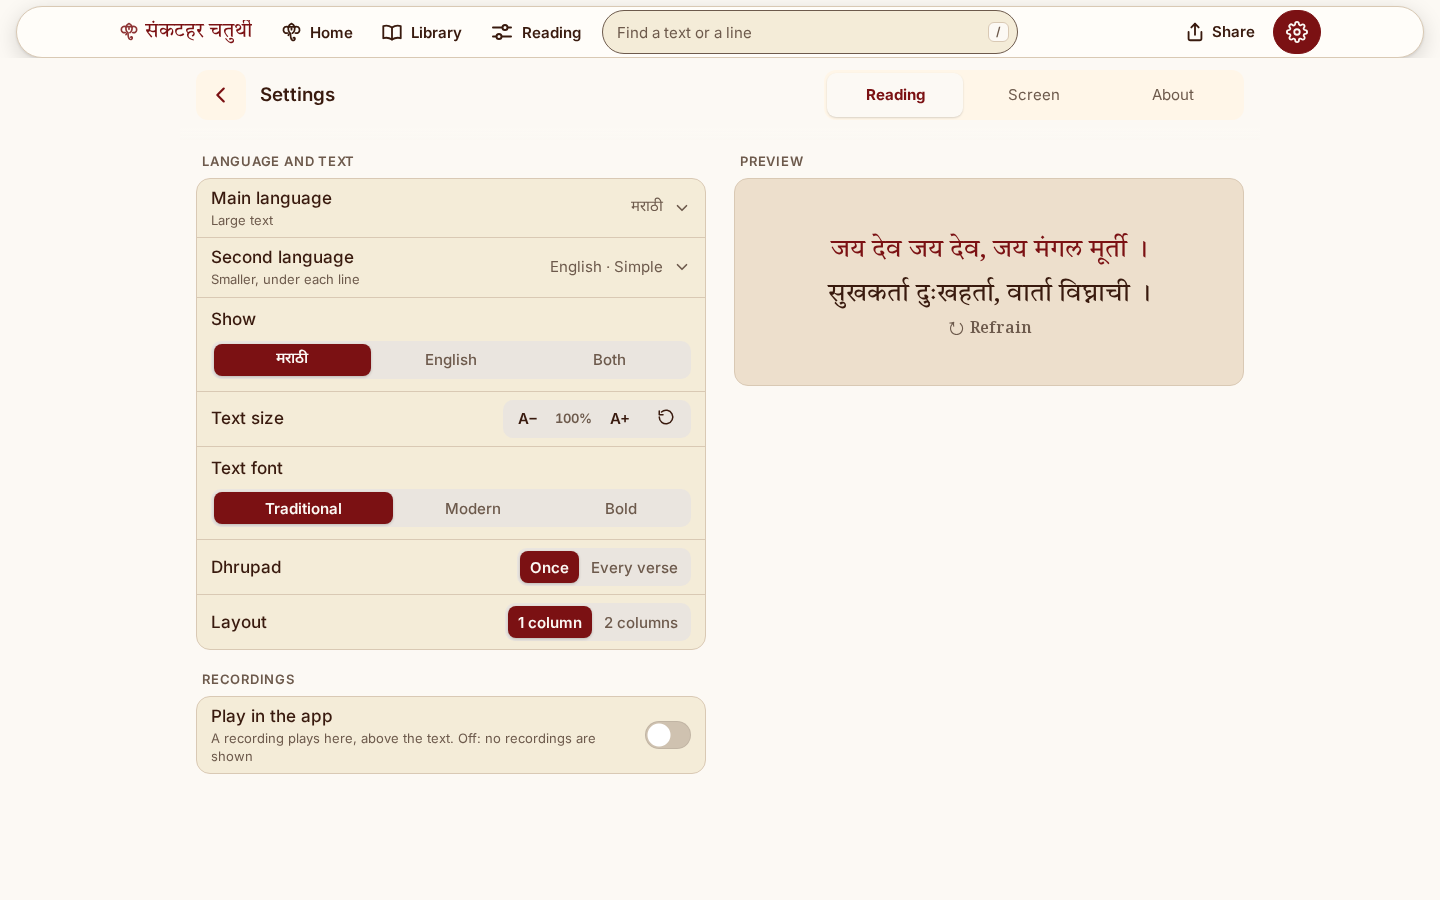 संकटहर चतुर्थी
Home
Library
Reading
Find a text or a line
/
Share
Settings
Reading
Screen
About
LANGUAGE AND TEXT
Main language
Large text
मराठी
Second language
Smaller, under each line
English · Simple
Show
मराठी
English
Both
Text size
A−
100%
A+
Text font
Traditional
Modern
Bold
Dhrupad
Once
Every verse
Layout
1 column
2 columns
RECORDINGS
Play in the app
A recording plays here, above the text. Off: no recordings are
shown
PREVIEW
जय देव जय देव, जय मंगल मूर्ती ।
सुखकर्ता दुःखहर्ता, वार्ता विघ्नाची ।
Refrain